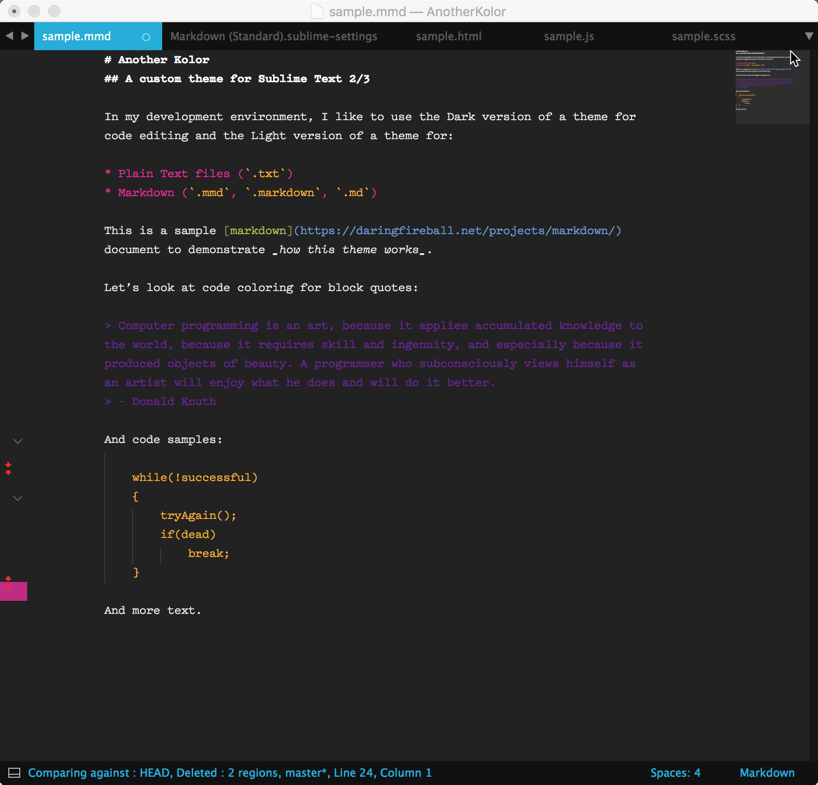 sample.mmd — AnotherKolor
sample.mmd Markdown (Standard).sublime-settings sample.html sample.js sample.scss
# Another Kolor
## A custom theme for Sublime Text 2/3
In my development environment, I like to use the Dark version of a theme for
code editing and the Light version of a theme for:
* Plain Text files (`.txt`)
* Markdown (`.mmd`, `.markdown`, `.md`)
This is a sample [markdown](https://daringfireball.net/projects/markdown/)
document to demonstrate _how this theme works_.
Let’s look at code coloring for block quotes:
> Computer programming is an art, because it applies accumulated knowledge to
the world, because it requires skill and ingenuity, and especially because it
produced objects of beauty. A programmer who subconsciously views himself as
an artist will enjoy what he does and will do it better.
> - Donald Knuth
And code samples:
while(!successful)
{
tryAgain();
if(dead)
break;
}
And more text.
Comparing against : HEAD, Deleted : 2 regions, master*, Line 24, Column 1 Spaces: 4 Markdown